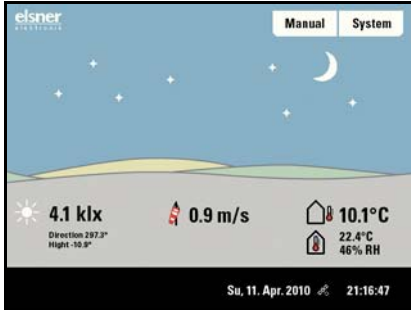 elsner
elektronik
Manual System
4.1 klx
Direction 297.3°
Hight -10.9°
0.9 m/s
10.1°C
22.4°C
46% RH
Su, 11. Apr. 2010 21:16:47